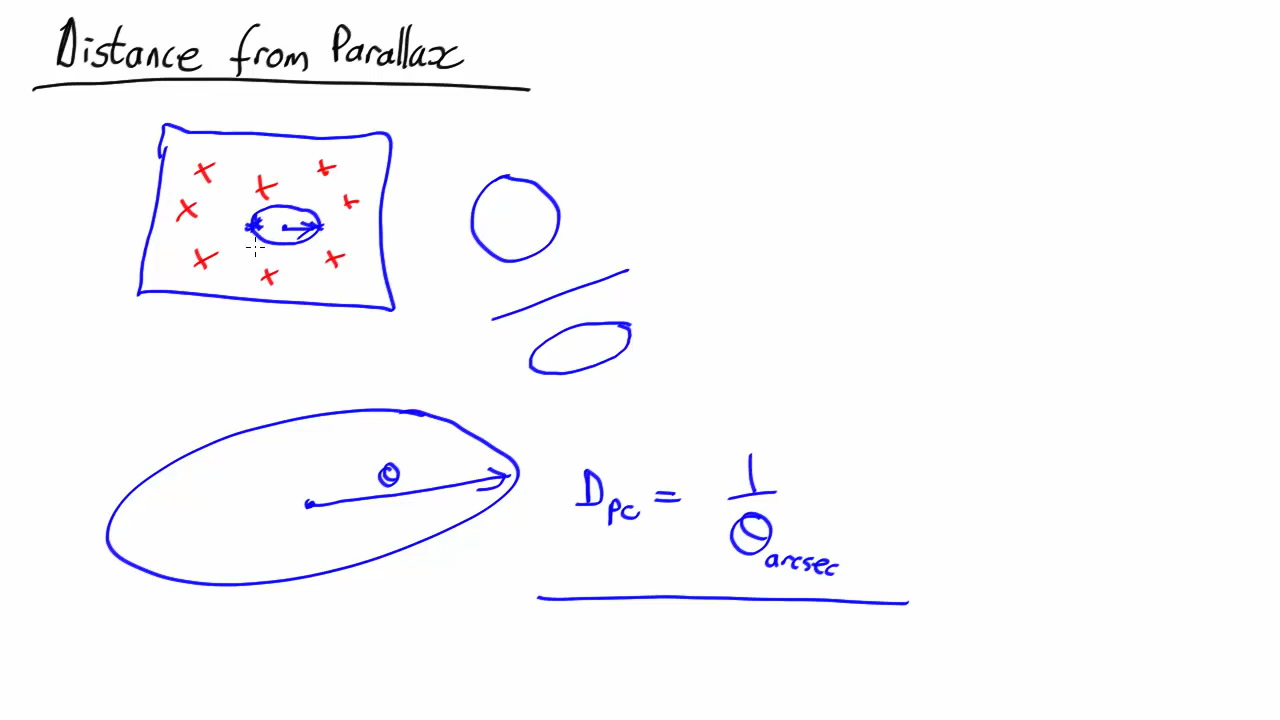 Distance from Parallax
θ
D_pc = 1/θ_arcsec